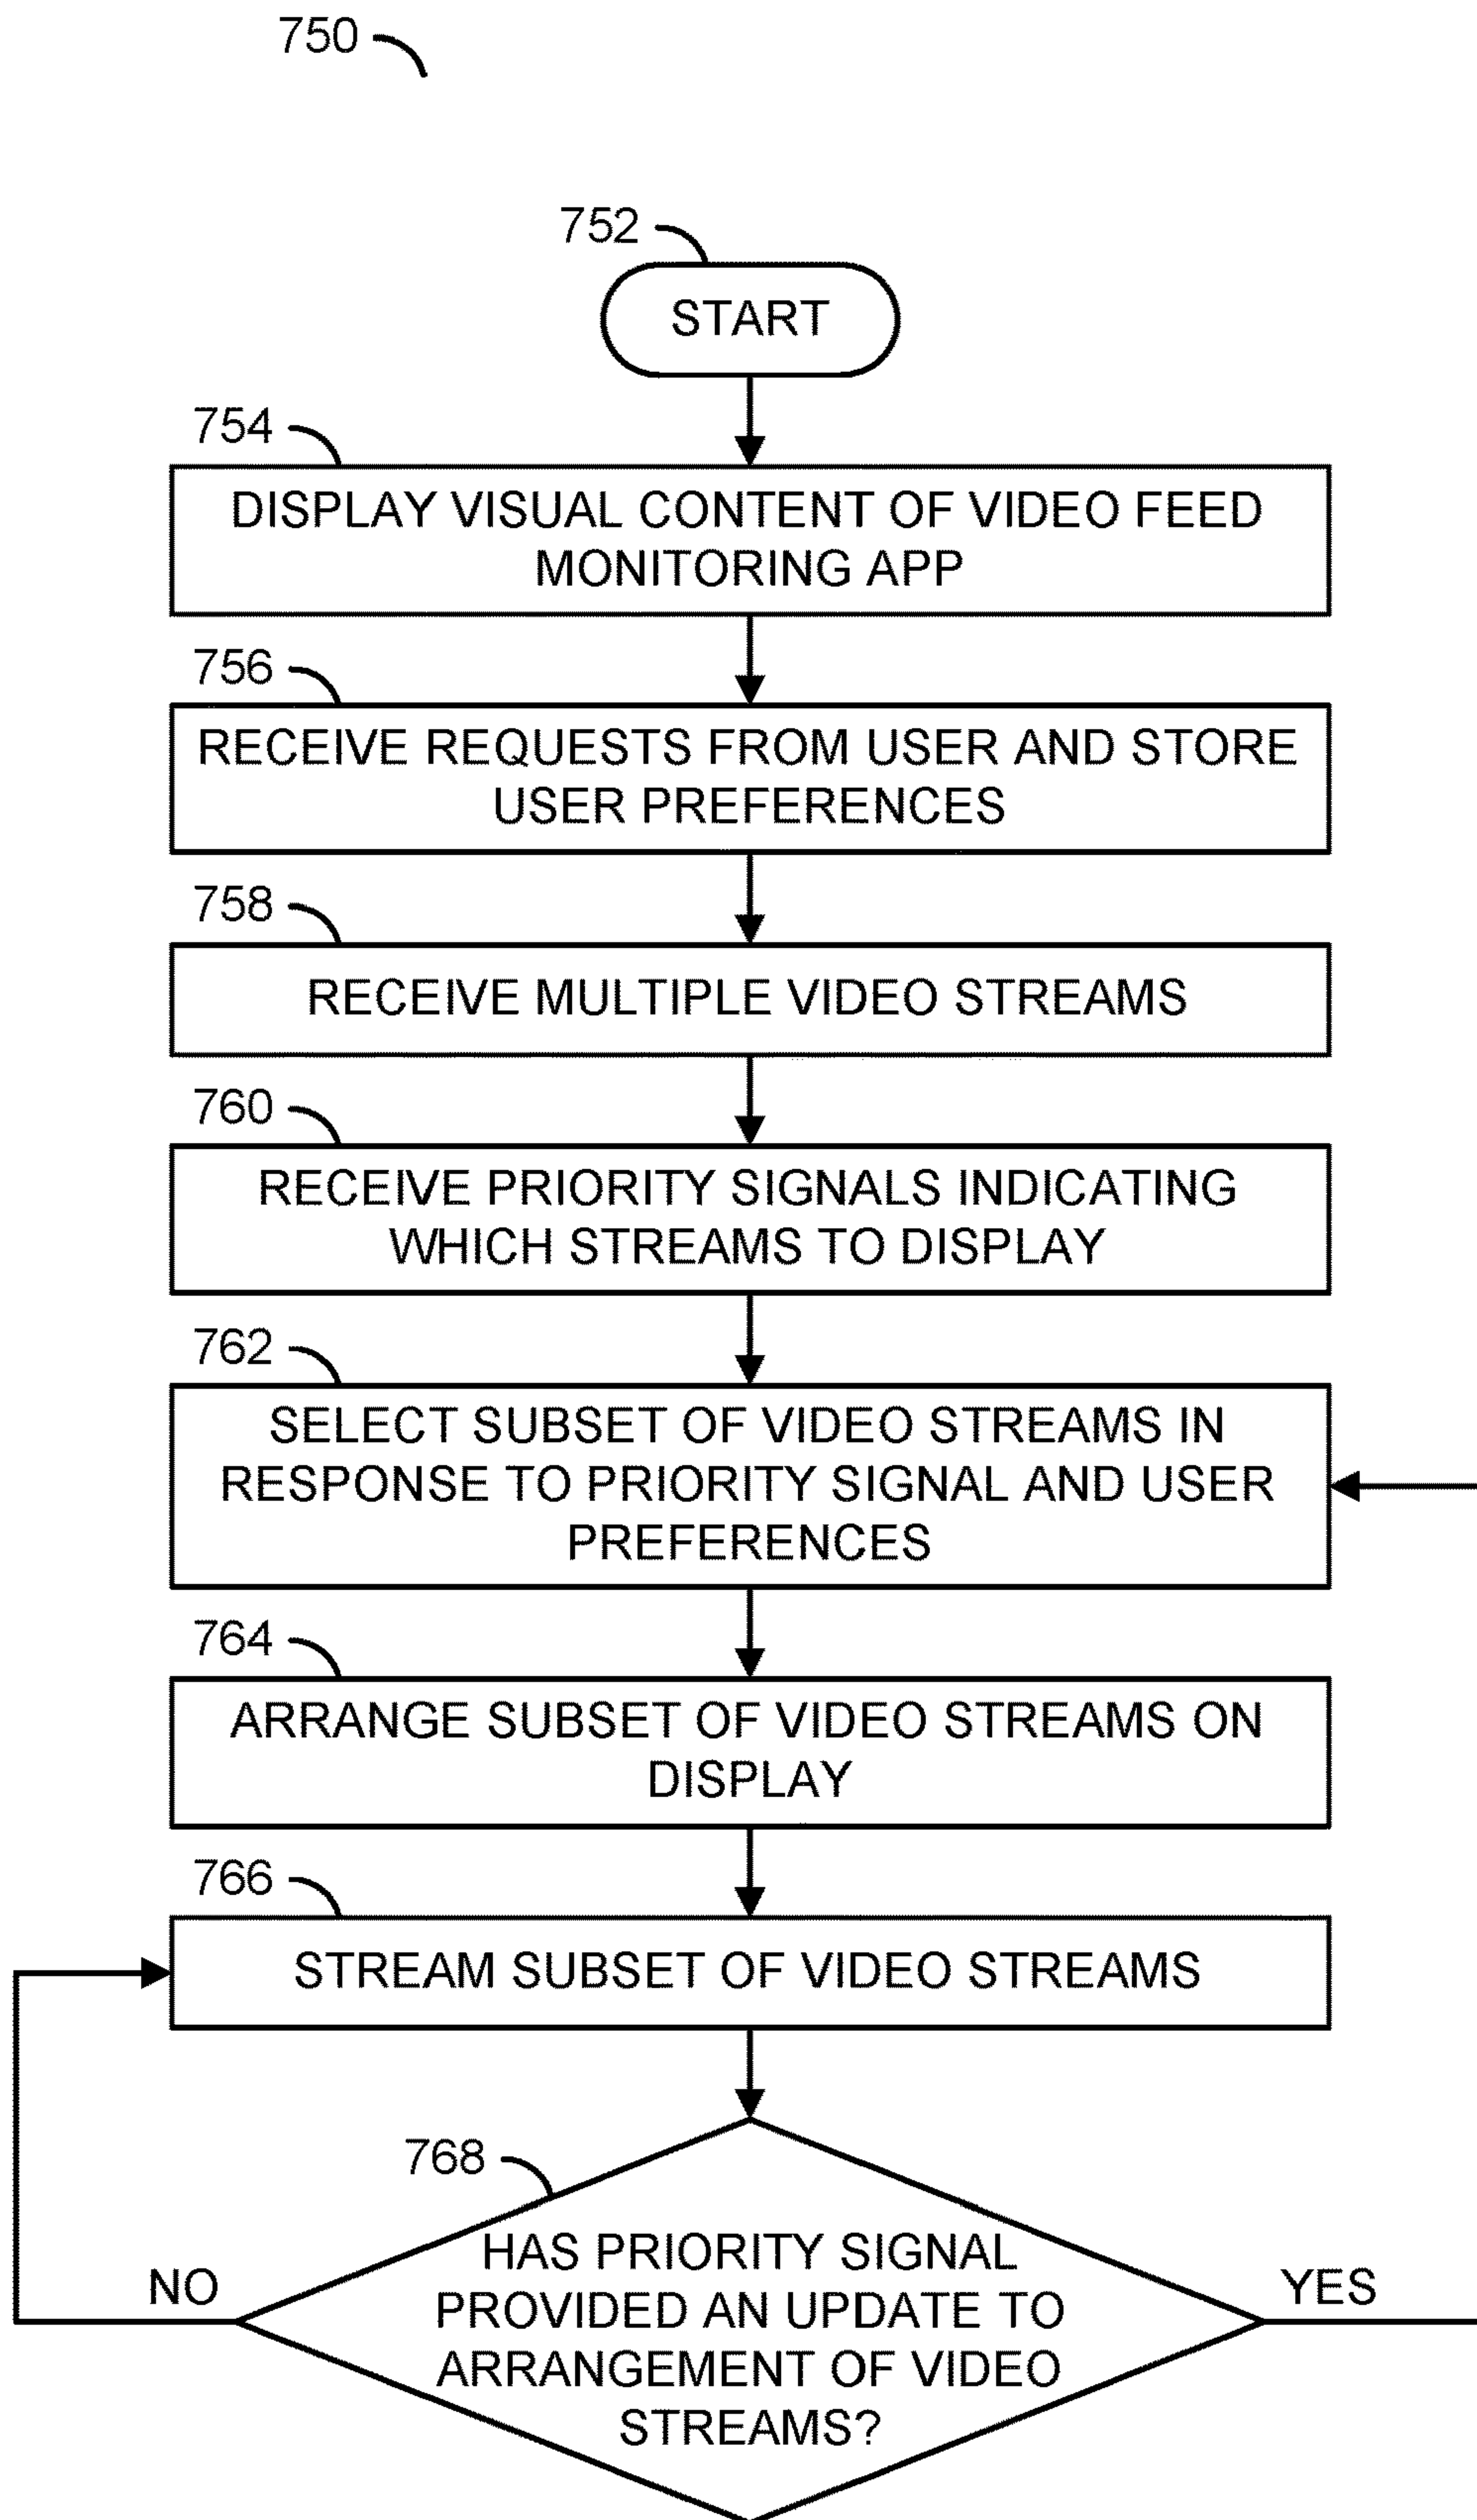 750
752
START
754
DISPLAY VISUAL CONTENT OF VIDEO FEED
MONITORING APP
756
RECEIVE REQUESTS FROM USER AND STORE
USER PREFERENCES
758
RECEIVE MULTIPLE VIDEO STREAMS
760
RECEIVE PRIORITY SIGNALS INDICATING
WHICH STREAMS TO DISPLAY
762
SELECT SUBSET OF VIDEO STREAMS IN
RESPONSE TO PRIORITY SIGNAL AND USER
PREFERENCES
764
ARRANGE SUBSET OF VIDEO STREAMS ON
DISPLAY
766
STREAM SUBSET OF VIDEO STREAMS
768
HAS PRIORITY SIGNAL
PROVIDED AN UPDATE TO
ARRANGEMENT OF VIDEO
STREAMS?
NO
YES